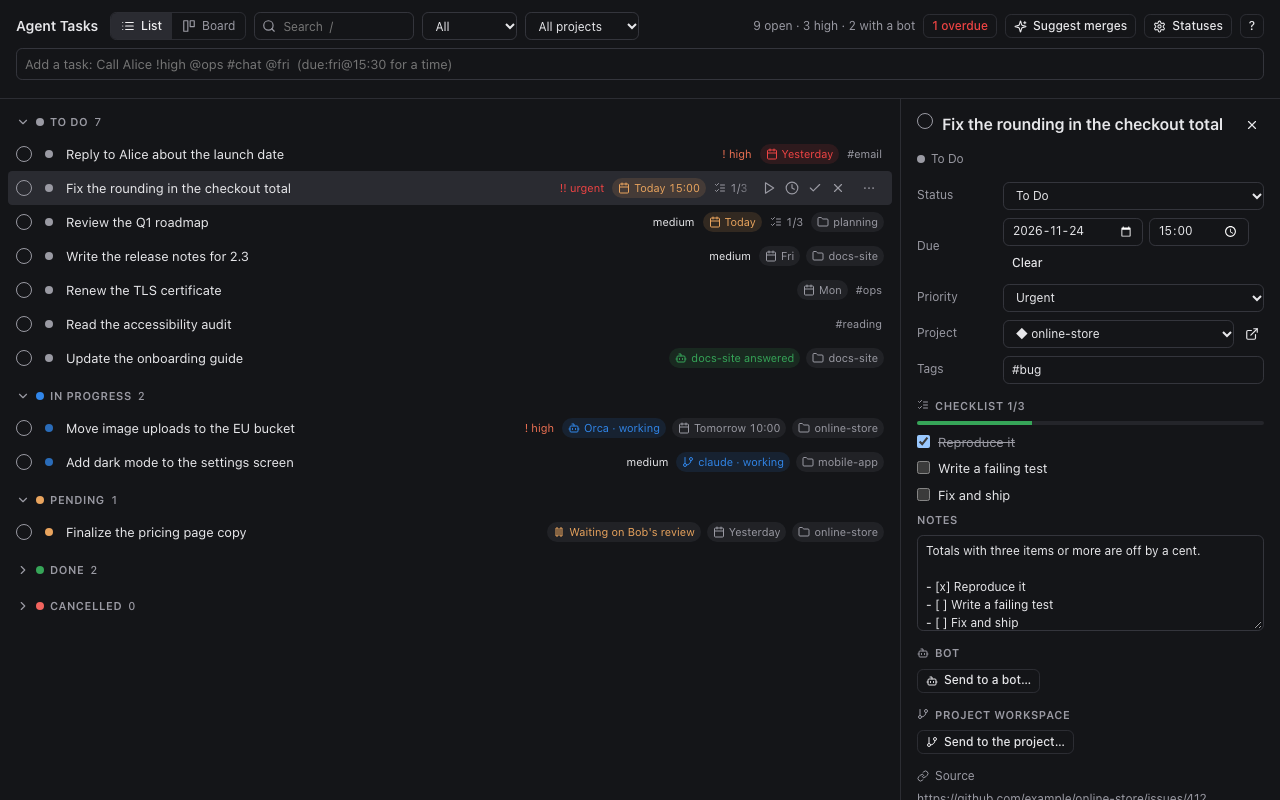 Agent Tasks List Board Search / All All projects 9 open · 3 high · 2 with a bot 1 overdue Suggest merges Statuses ?
Add a task: Call Alice !high @ops #chat @fri (due:fri@15:30 for a time)
TO DO 7
Reply to Alice about the launch date ! high Yesterday #email
Fix the rounding in the checkout total !! urgent Today 15:00 1/3 ...
Review the Q1 roadmap medium Today 1/3 planning
Write the release notes for 2.3 medium Fri docs-site
Renew the TLS certificate Mon #ops
Read the accessibility audit #reading
Update the onboarding guide docs-site answered docs-site
IN PROGRESS 2
Move image uploads to the EU bucket ! high Orca · working Tomorrow 10:00 online-store
Add dark mode to the settings screen medium claude · working mobile-app
PENDING 1
Finalize the pricing page copy Waiting on Bob's review Yesterday online-store
DONE 2
CANCELLED 0
Fix the rounding in the checkout total
To Do
Status To Do
Due 2026-11-24 15:00
Clear
Priority Urgent
Project ◆ online-store
Tags #bug
CHECKLIST 1/3
Reproduce it
Write a failing test
Fix and ship
NOTES
Totals with three items or more are off by a cent.
- [x] Reproduce it
- [ ] Write a failing test
- [ ] Fix and ship
BOT
Send to a bot...
PROJECT WORKSPACE
Send to the project...
Source
https://github.com/example/online-store/issues/412